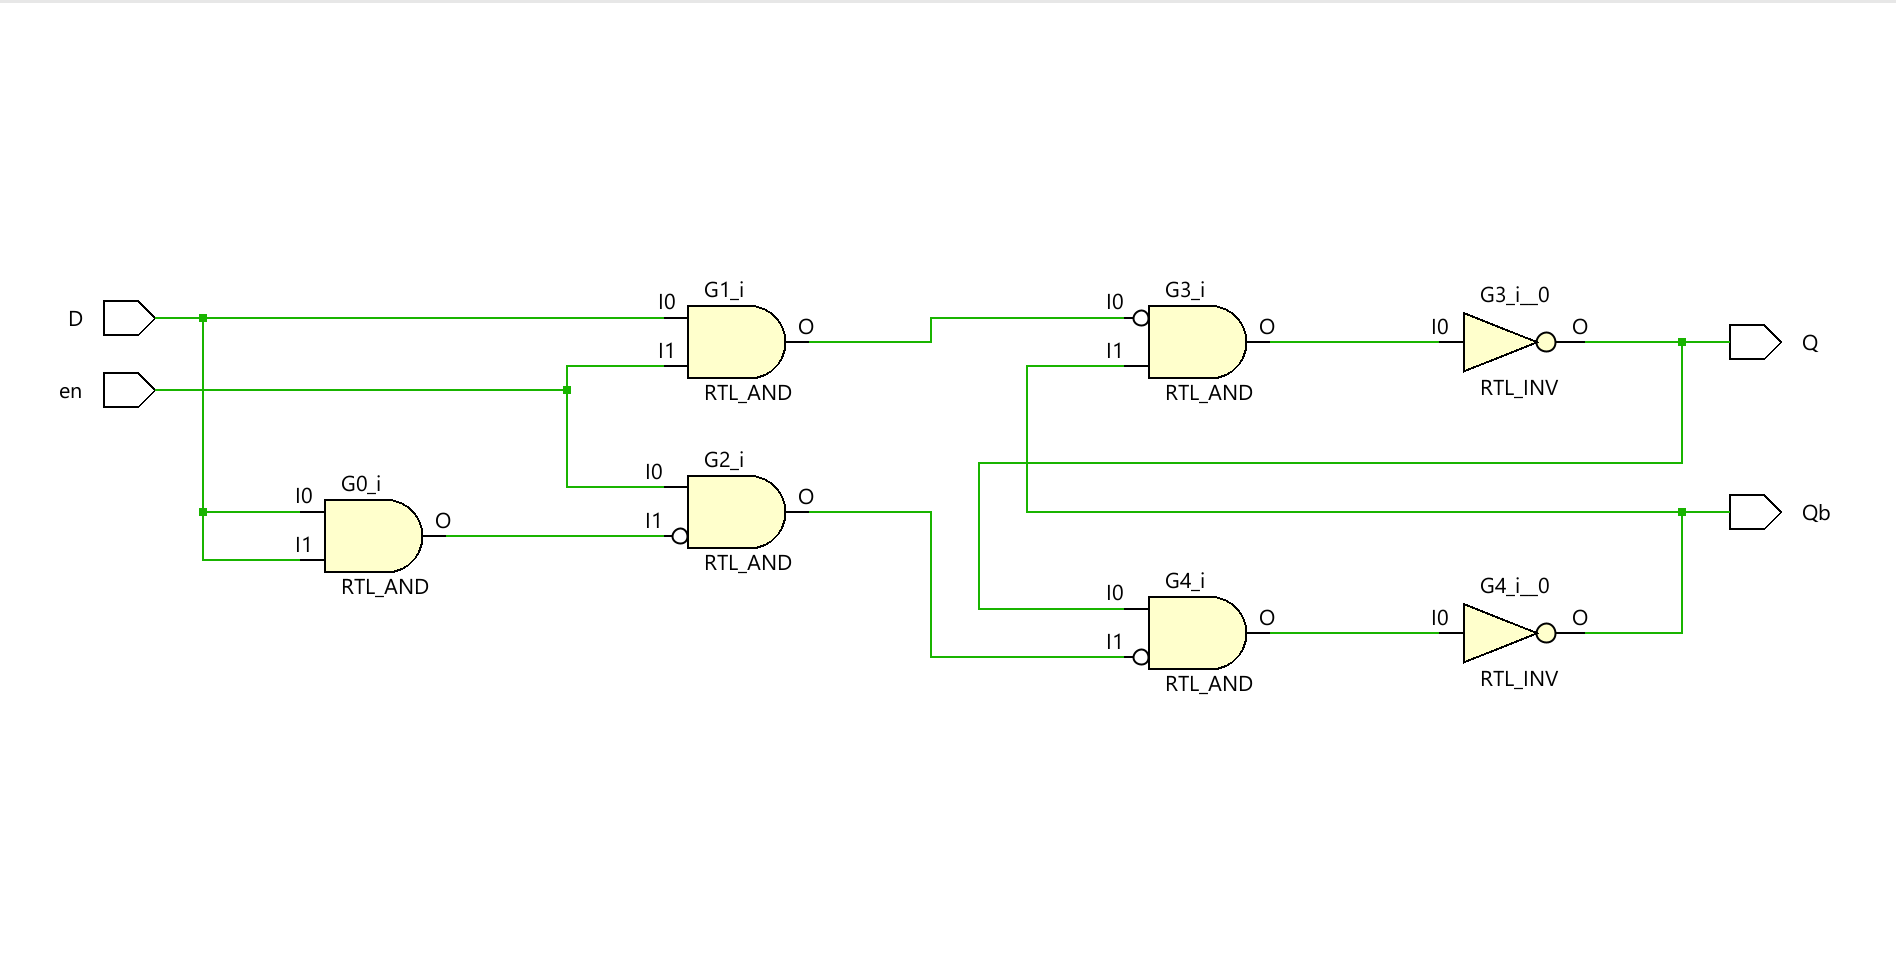 D
en
G0_i
I0
I1
O
RTL_AND
G1_i
I0
I1
O
RTL_AND
G2_i
I0
I1
O
RTL_AND
G3_i
I0
I1
O
RTL_AND
G4_i
I0
I1
O
RTL_AND
G3_i__0
I0
O
RTL_INV
G4_i__0
I0
O
RTL_INV
Q
Qb